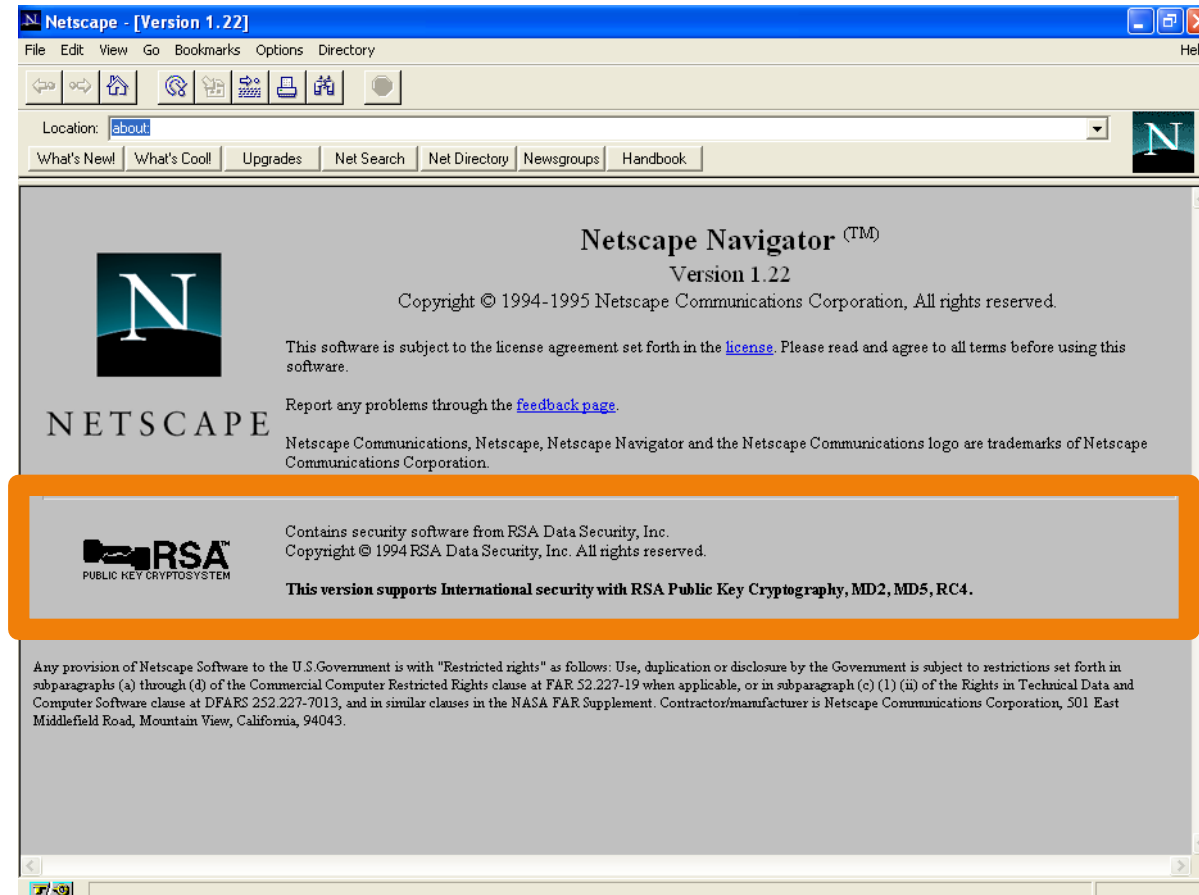 Netscape - [Version 1.22]
File Edit View Go Bookmarks Options Directory Hel
Location: about:
What's New! What's Cool! Upgrades Net Search Net Directory Newsgroups Handbook
N
Netscape Navigator (TM)
Version 1.22
Copyright © 1994-1995 Netscape Communications Corporation, All rights reserved.
N
NETSCAPE
This software is subject to the license agreement set forth in the license. Please read and agree to all terms before using this
software.
Report any problems through the feedback page.
Netscape Communications, Netscape, Netscape Navigator and the Netscape Communications logo are trademarks of Netscape
Communications Corporation.
RSA™
PUBLIC KEY CRYPTOSYSTEM
Contains security software from RSA Data Security, Inc.
Copyright © 1994 RSA Data Security, Inc. All rights reserved.
This version supports International security with RSA Public Key Cryptography, MD2, MD5, RC4.
Any provision of Netscape Software to the U.S.Government is with "Restricted rights" as follows: Use, duplication or disclosure by the Government is subject to restrictions set forth in
subparagraphs (a) through (d) of the Commercial Computer Restricted Rights clause at FAR 52.227-19 when applicable, or in subparagraph (c) (1) (ii) of the Rights in Technical Data and
Computer Software clause at DFARS 252.227-7013, and in similar clauses in the NASA FAR Supplement. Contractor/manufacturer is Netscape Communications Corporation, 501 East
Middlefield Road, Mountain View, California, 94043.